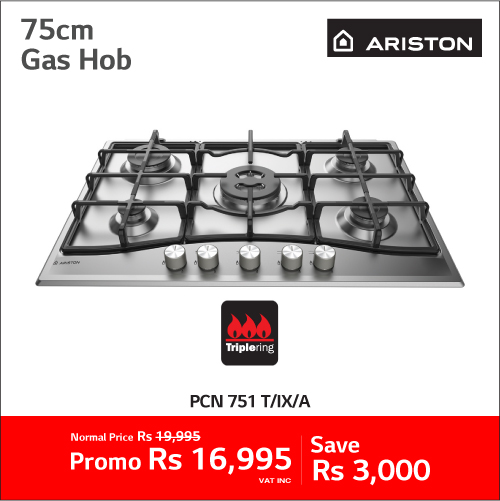 75cm
Gas Hob
ARISTON
ARISTON
Triplering
PCN 751 T/IX/A
Normal Price Rs 19,995
Promo Rs 16,995
VAT INC
Save
Rs 3,000